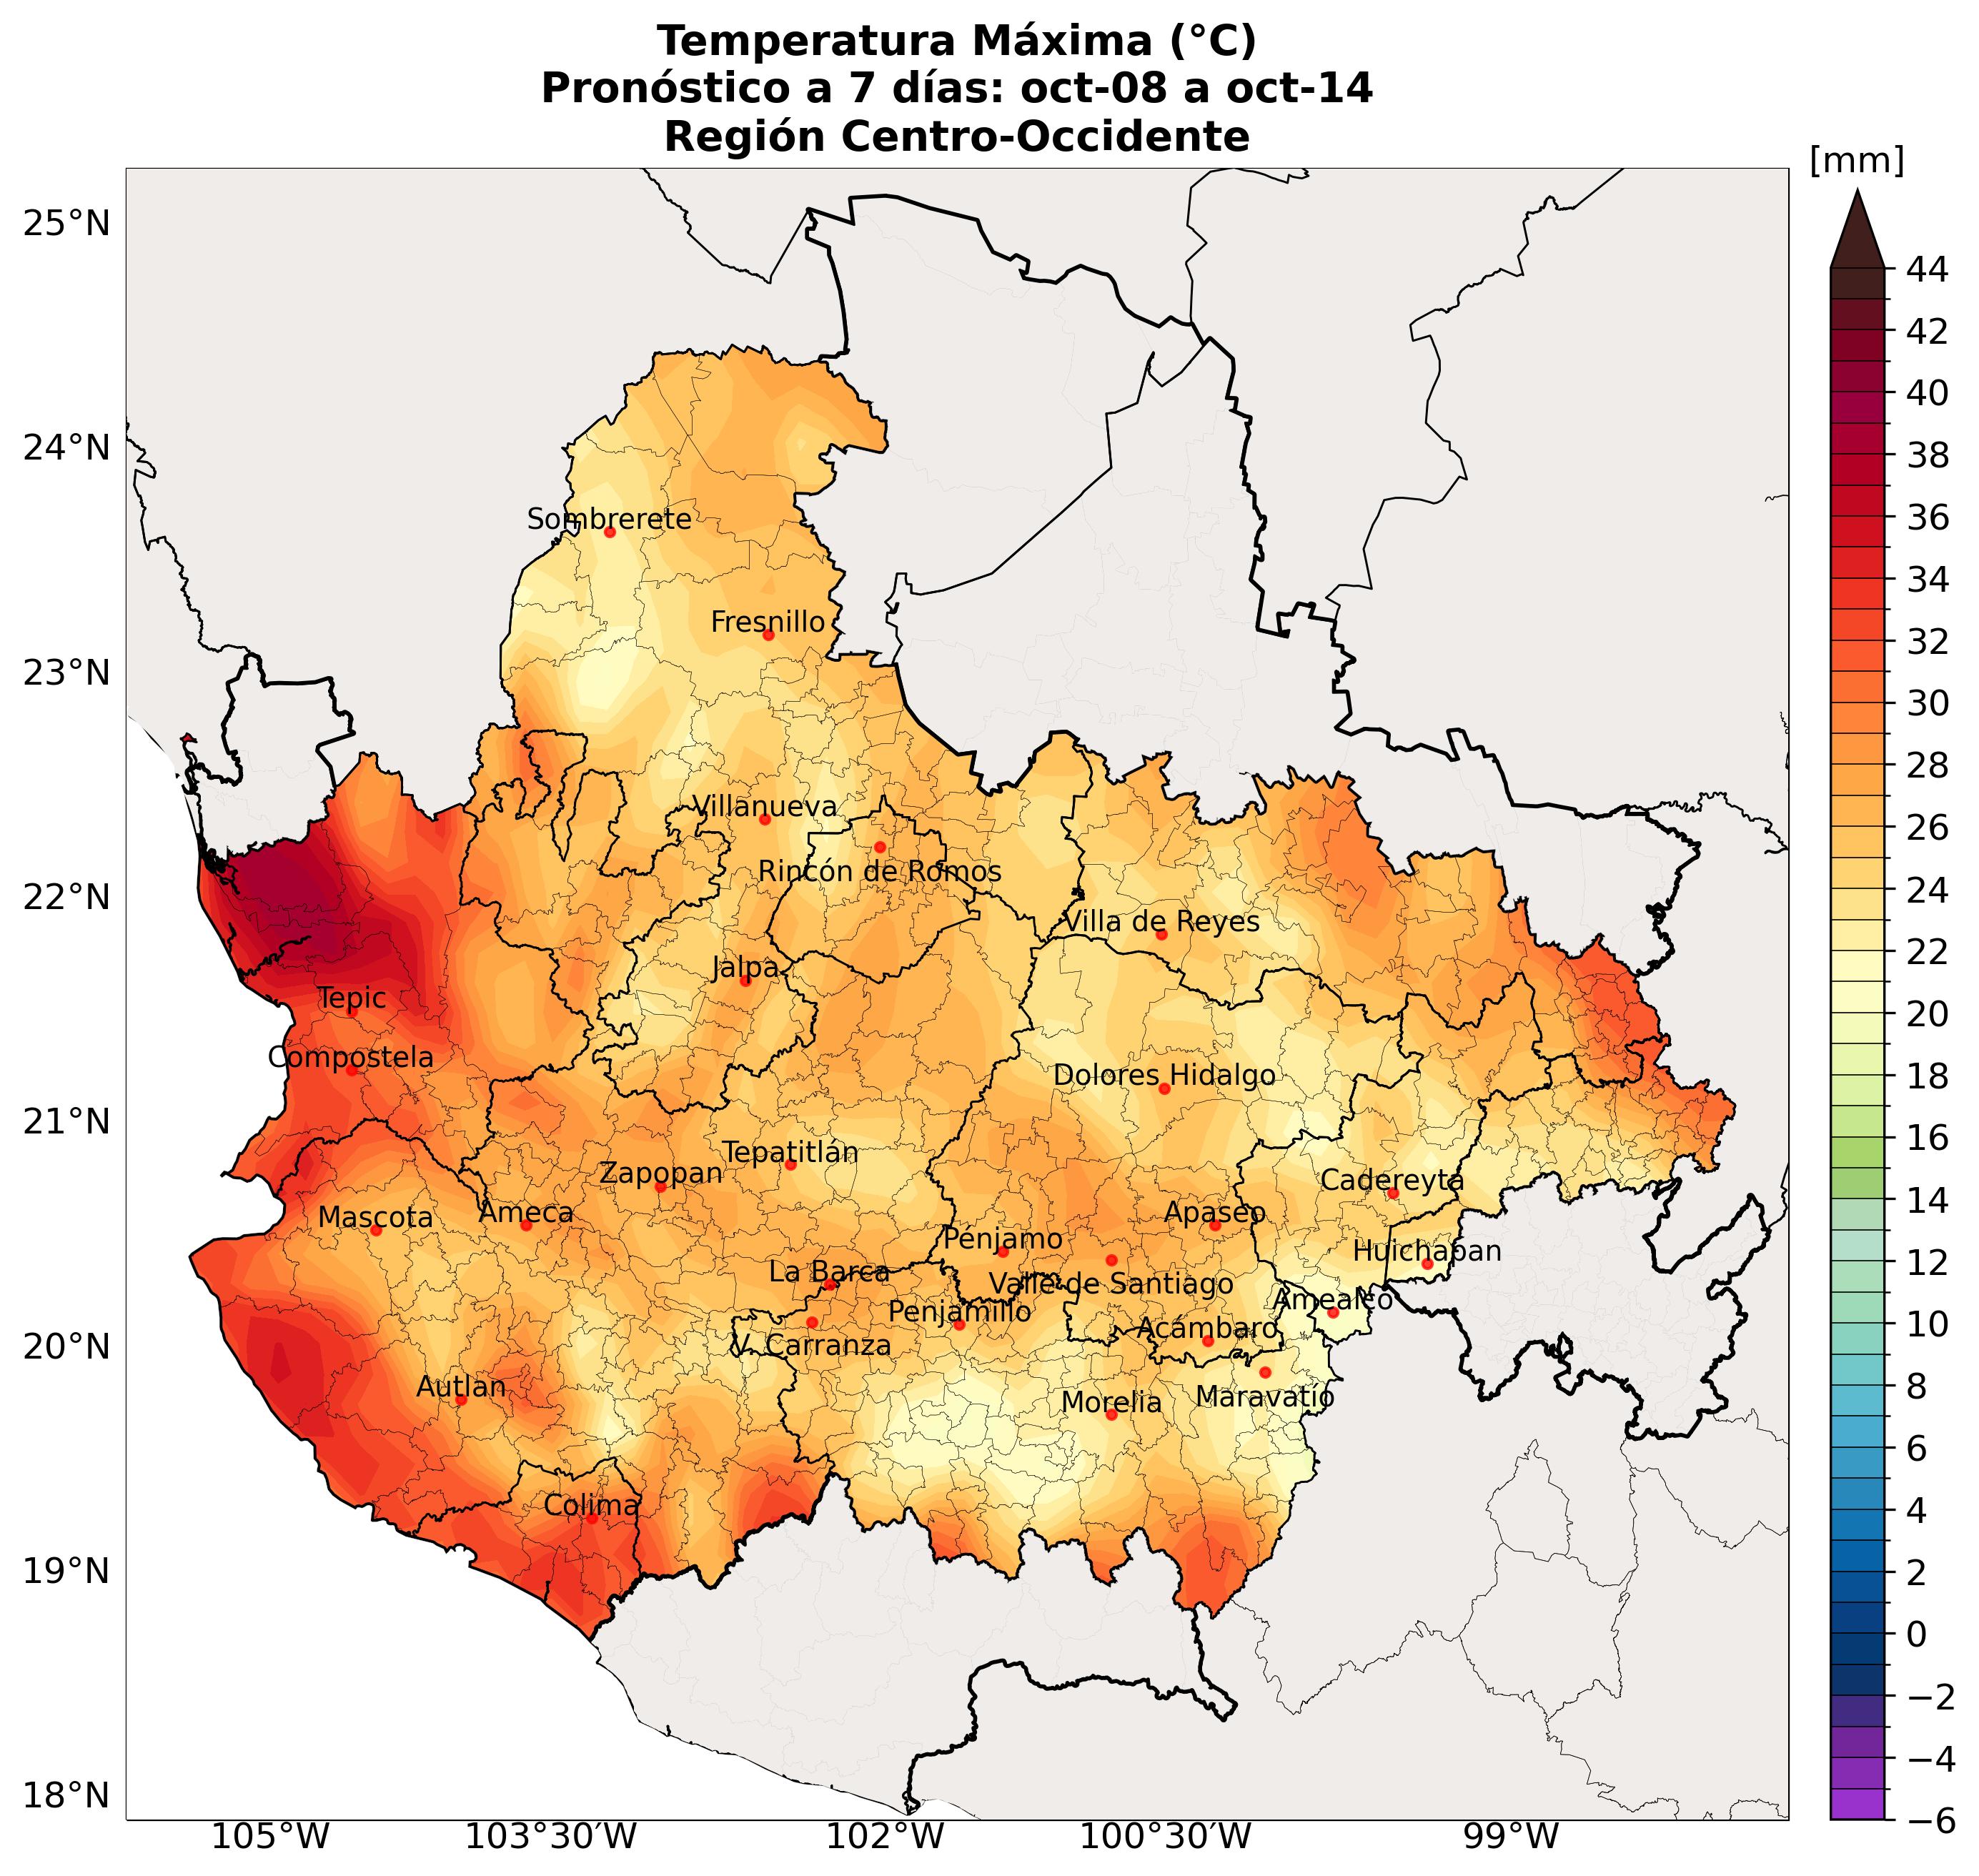 Temperatura Máxima (°C)
Pronóstico a 7 días: oct-08 a oct-14
Región Centro-Occidente
[mm]
25°N
24°N
23°N
22°N
21°N
20°N
19°N
18°N
105°W
103°30′W
102°W
100°30′W
99°W
Sombrerete
Fresnillo
Villanueva
Rincón de Romos
Villa de Reyes
Jalpa
Tepic
Compostela
Dolores Hidalgo
Tepatitlán
Zapopan
Cadereyta
Mascota
Ameca
Apaseo
Pénjamo
Huichapan
La Barca
Valle de Santiago
Penjamillo
Amealco
Acámbaro
V. Carranza
Autlan
Morelia
Maravatío
Colima
44
42
40
38
36
34
32
30
28
26
24
22
20
18
16
14
12
10
8
6
4
2
0
−2
−4
−6